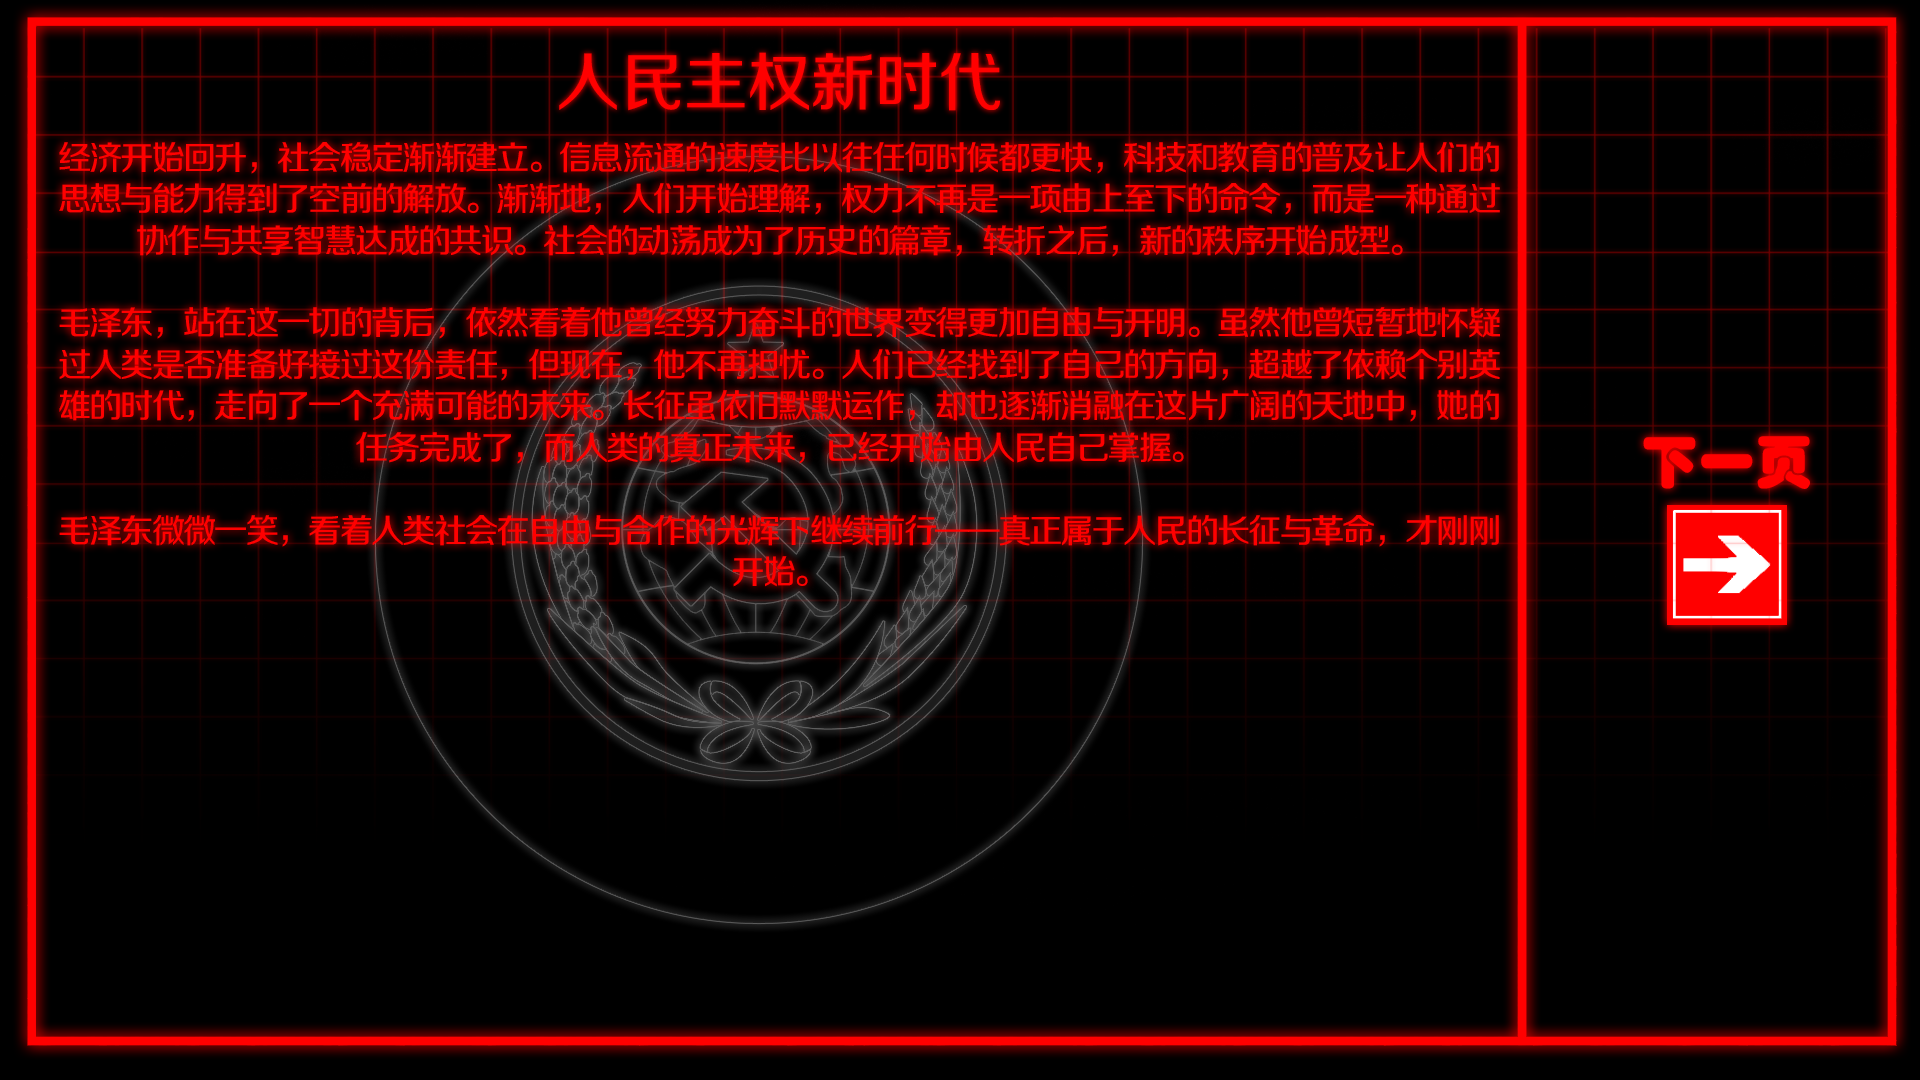 人民主权新时代
经济开始回升，社会稳定渐渐建立。信息流通的速度比以往任何时候都更快，科技和教育的普及让人们的
思想与能力得到了空前的解放。渐渐地，人们开始理解，权力不再是一项由上至下的命令，而是一种通过
协作与共享智慧达成的共识。社会的动荡成为了历史的篇章，转折之后，新的秩序开始成型。
毛泽东，站在这一切的背后，依然看着他曾经努力奋斗的世界变得更加自由与开明。虽然他曾短暂地怀疑
过人类是否准备好接过这份责任，但现在，他不再担忧。人们已经找到了自己的方向，超越了依赖个别英
雄的时代，走向了一个充满可能的未来。长征虽依旧默默运作，却也逐渐消融在这片广阔的天地中，她的
任务完成了，而人类的真正未来，已经开始由人民自己掌握。
毛泽东微微一笑，看着人类社会在自由与合作的光辉下继续前行——真正属于人民的长征与革命，才刚刚
开始。
下一页